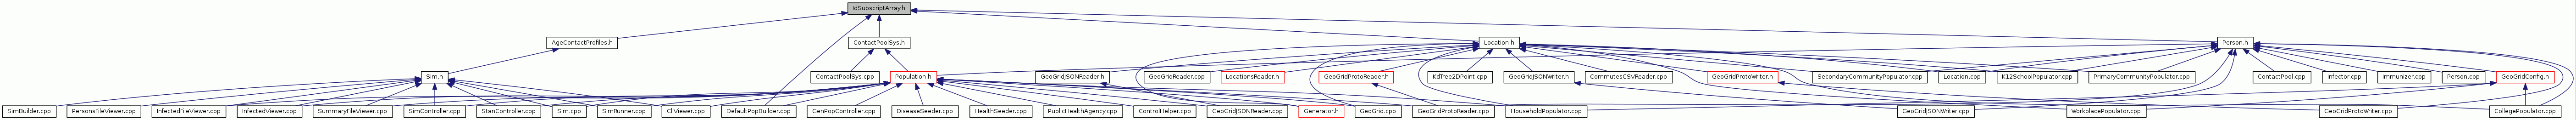 IdSubscriptArray.h
AgeContactProfiles.h
ContactPoolSys.h
Location.h
Person.h
Sim.h
ContactPoolSys.cpp
Population.h
GeoGridJSONReader.h
GeoGridReader.cpp
LocationsReader.h
GeoGridProtoReader.h
KdTree2DPoint.cpp
GeoGridJSONWriter.h
CommutesCSVReader.cpp
GeoGridProtoWriter.h
SecondaryCommunityPopulator.cpp
Location.cpp
K12SchoolPopulator.cpp
PrimaryCommunityPopulator.cpp
ContactPool.cpp
Infector.cpp
Immunizer.cpp
Person.cpp
GeoGridConfig.h
SimBuilder.cpp
PersonsFileViewer.cpp
InfectedFileViewer.cpp
InfectedViewer.cpp
SummaryFileViewer.cpp
SimController.cpp
StanController.cpp
Sim.cpp
SimRunner.cpp
CliViewer.cpp
DefaultPopBuilder.cpp
GenPopController.cpp
DiseaseSeeder.cpp
HealthSeeder.cpp
PublicHealthAgency.cpp
ControlHelper.cpp
GeoGridJSONReader.cpp
Generator.h
GeoGrid.cpp
GeoGridProtoReader.cpp
HouseholdPopulator.cpp
GeoGridJSONWriter.cpp
WorkplacePopulator.cpp
GeoGridProtoWriter.cpp
CollegePopulator.cpp